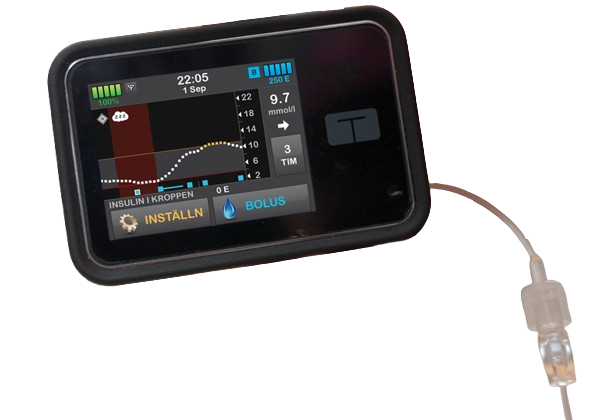 22:05
1 Sep
100%
B
250 E
22
18
14
10
6
2
9.7
mmol/l
3
TIM
INSULIN I KROPPEN 0 E
INSTÄLLN
BOLUS
T